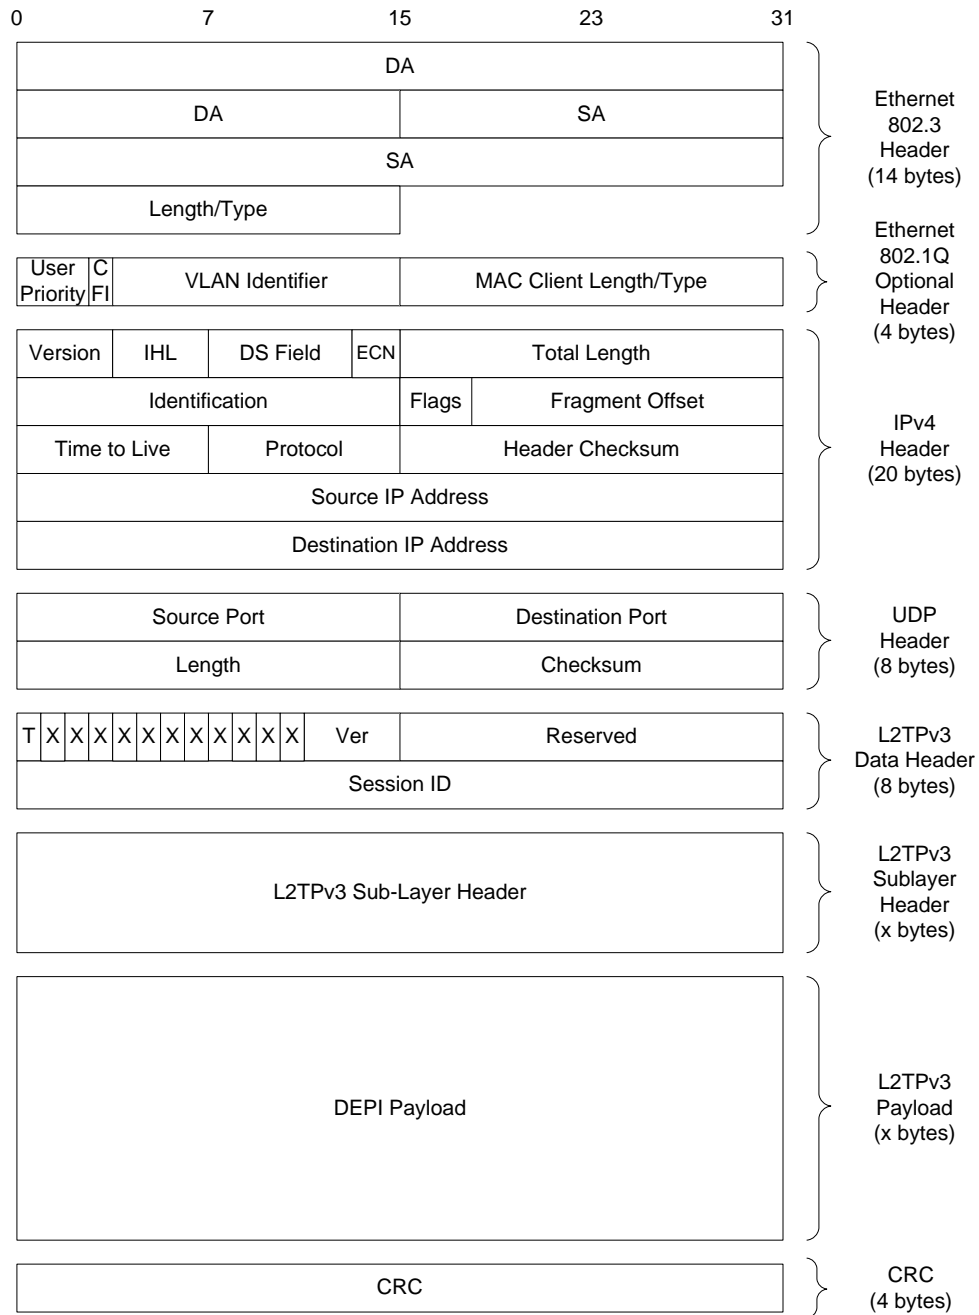 0 7 15 23 31
DA
DA SA
SA
Length/Type
Ethernet
802.3
Header
(14 bytes)
User
Priority
C
FI
VLAN Identifier
MAC Client Length/Type
Ethernet
802.1Q
Optional
Header
(4 bytes)
Version IHL DS Field ECN Total Length
Identification Flags Fragment Offset
Time to Live Protocol Header Checksum
Source IP Address
Destination IP Address
IPv4
Header
(20 bytes)
Source Port Destination Port
Length Checksum
UDP
Header
(8 bytes)
T X X X X X X X X X X X Ver Reserved
Session ID
L2TPv3
Data Header
(8 bytes)
L2TPv3 Sub-Layer Header
L2TPv3
Sublayer
Header
(x bytes)
DEPI Payload
L2TPv3
Payload
(x bytes)
CRC
CRC
(4 bytes)